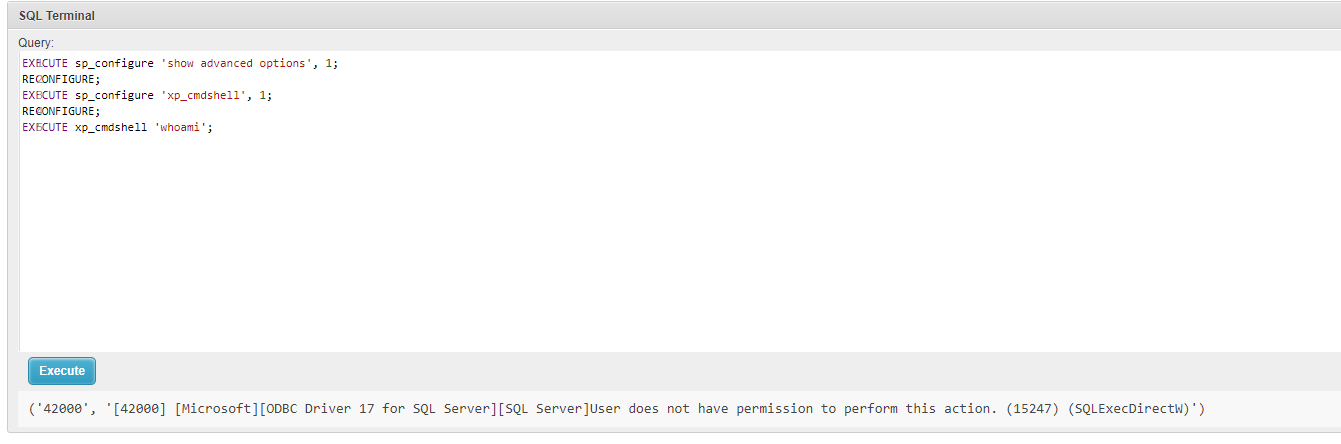 SQL Terminal
Query:
EXECUTE sp_configure 'show advanced options', 1;
RECONFIGURE;
EXECUTE sp_configure 'xp_cmdshell', 1;
RECONFIGURE;
EXECUTE xp_cmdshell 'whoami';
Execute
('42000', '[42000] [Microsoft][ODBC Driver 17 for SQL Server][SQL Server]User does not have permission to perform this action. (15247) (SQLExecDirectW)')